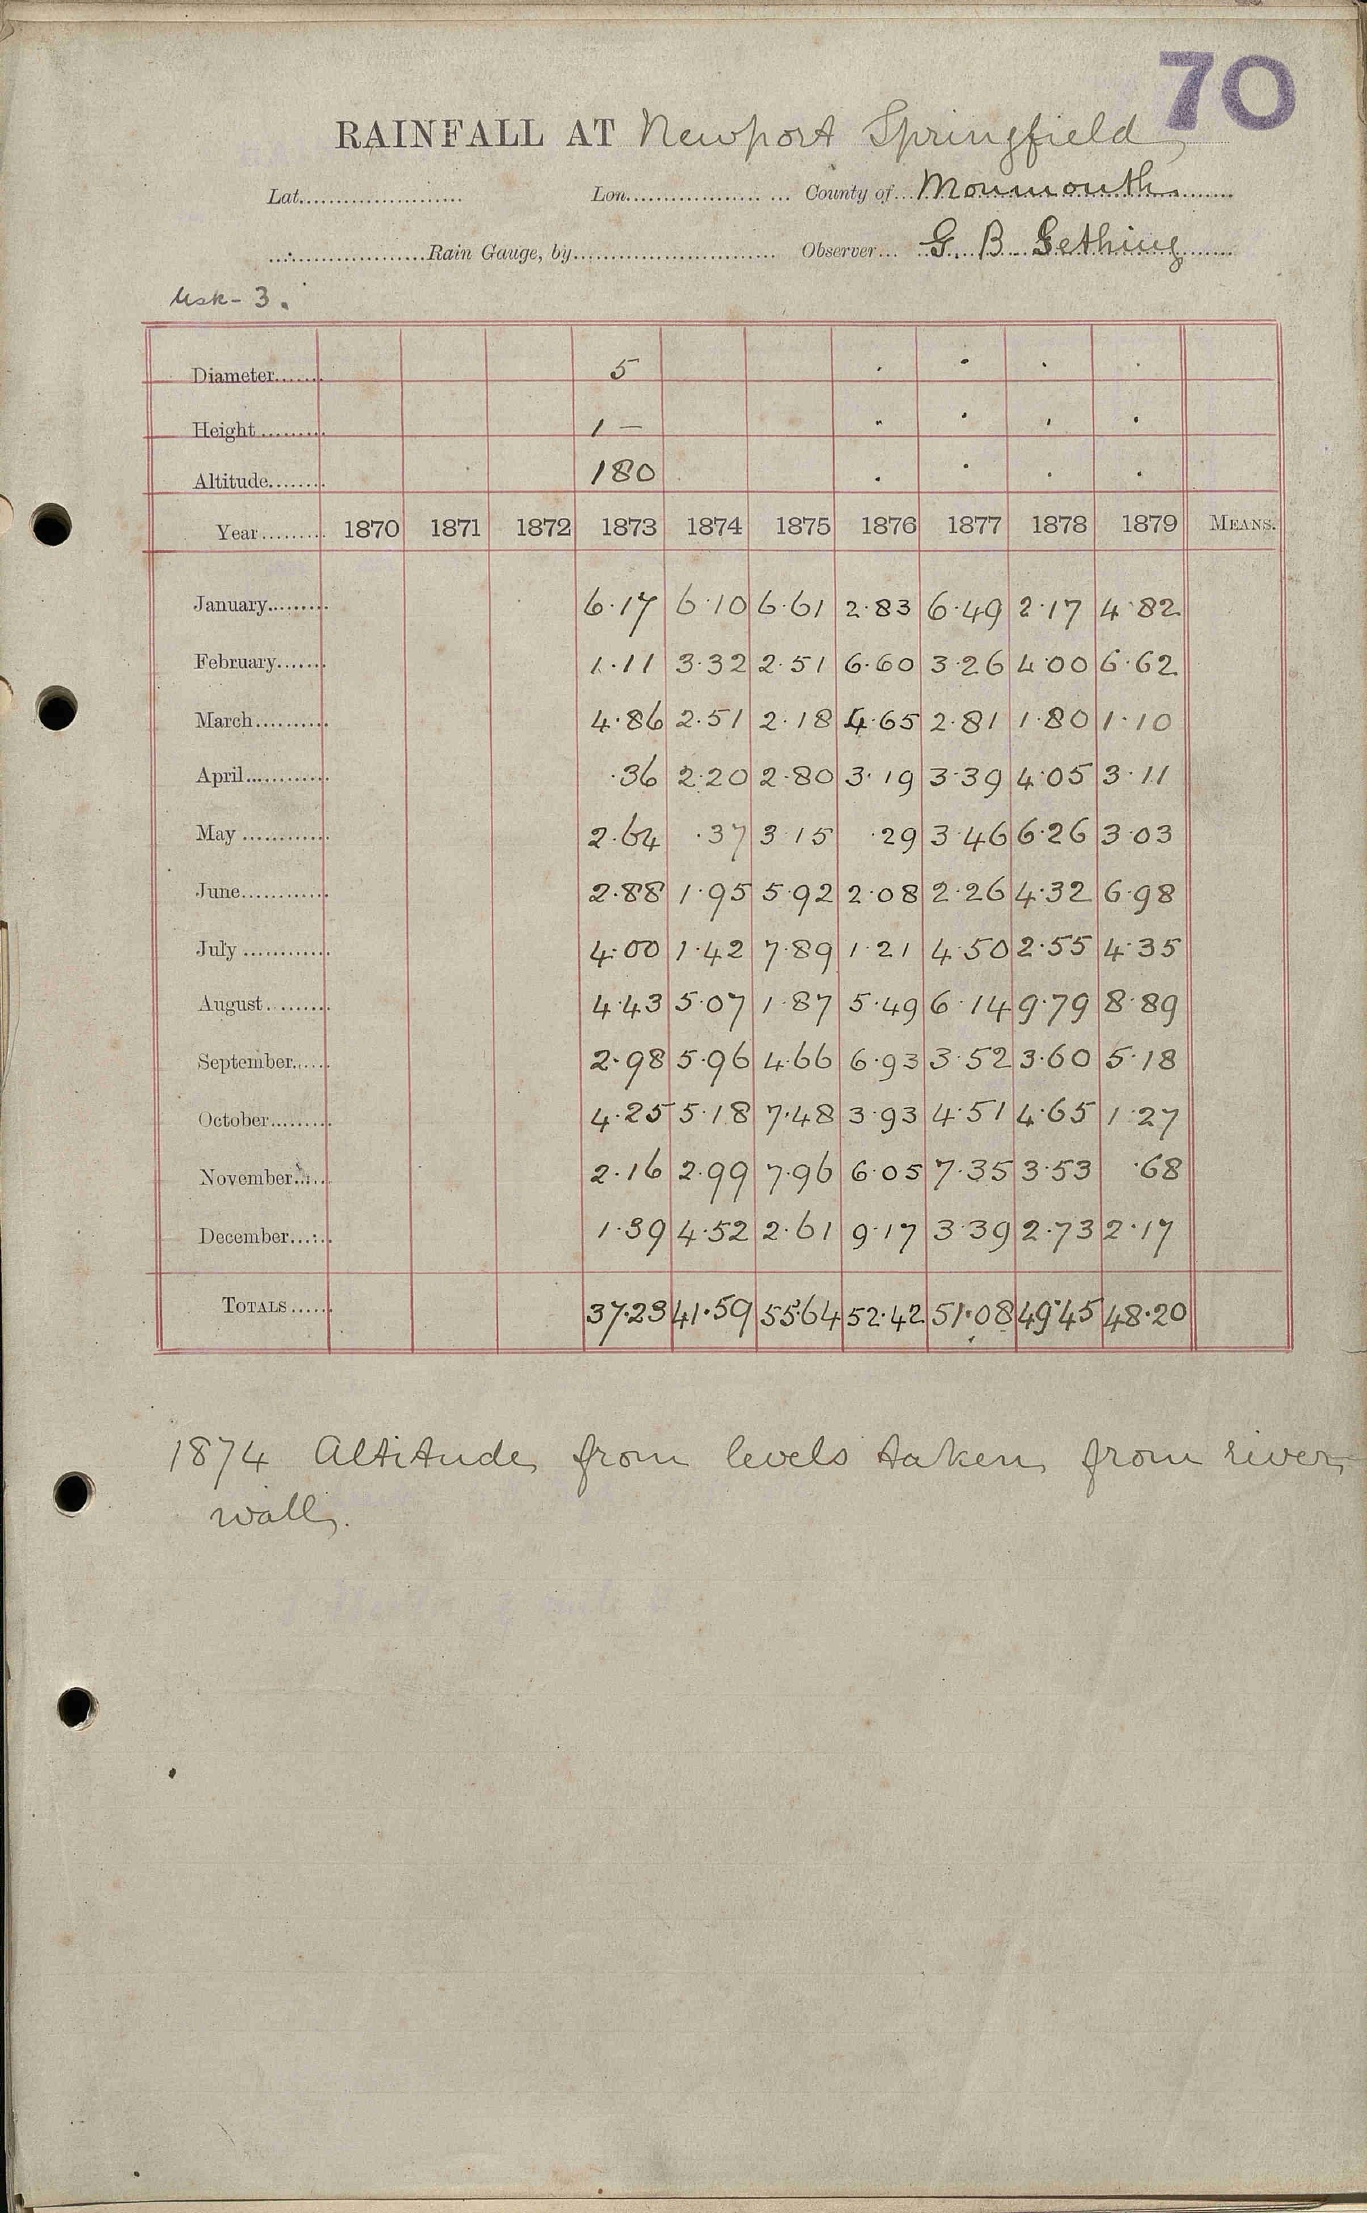 70
RAINFALL AT Newport Springfield
Lat. Lon. County of Monmouth
Rain Gauge, by Observer G. B. Gething
Usk - 3.
Diameter 5 . . . .
Height 1 – . . . .
Altitude 180 . . . .
Year 1870 1871 1872 1873 1874 1875 1876 1877 1878 1879 MEANS.
January 6.17 6.10 6.61 2.83 6.49 2.17 4.82
February 1.11 3.32 2.51 6.60 3.26 4.00 6.62
March 4.86 2.51 2.18 4.65 2.81 1.80 1.10
April .36 2.20 2.80 3.19 3.39 4.05 3.11
May 2.64 .37 3.15 .29 3.46 6.26 3.03
June 2.88 1.95 5.92 2.08 2.26 4.32 6.98
July 4.00 1.42 7.89 1.21 4.50 2.55 4.35
August 4.43 5.07 1.87 5.49 6.14 9.79 8.89
September 2.98 5.96 4.66 6.93 3.52 3.60 5.18
October 4.25 5.18 7.48 3.93 4.51 4.65 1.27
November 2.16 2.99 7.96 6.05 7.35 3.53 .68
December 1.39 4.52 2.61 9.17 3.39 2.73 2.17
TOTALS 37.23 41.59 55.64 52.42 51.08 49.45 48.20
1874 Altitude from levels taken from river
wall.